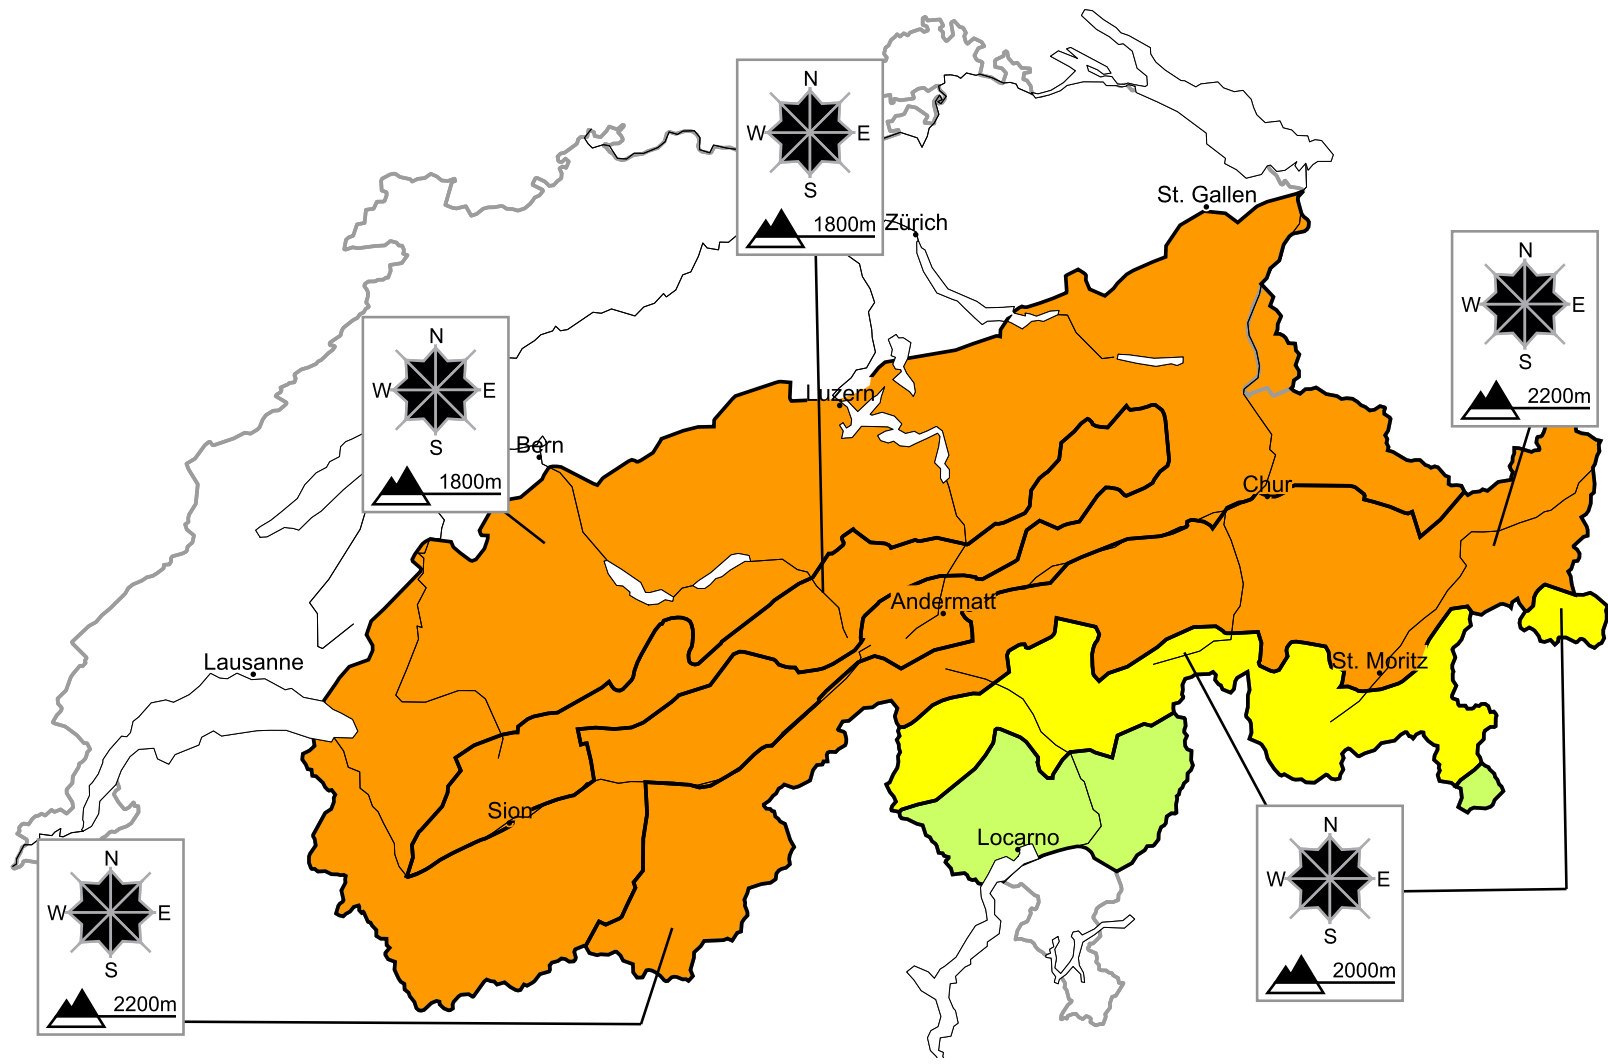 N
W E
S
1800m
Zürich
St. Gallen
N
W E
S
2200m
N
W E
S
1800m
Luzern
Bern
Chur
Andermatt
Lausanne
St. Moritz
Sion
Locarno
N
W E
S
2000m
N
W E
S
2200m